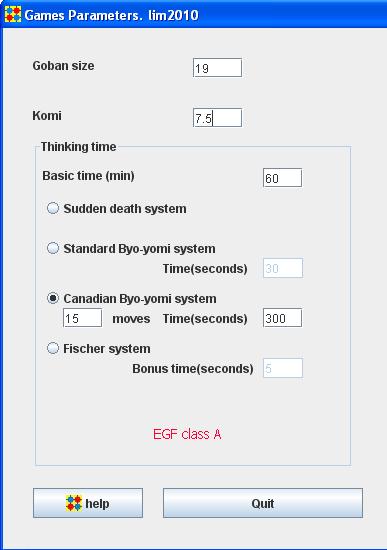 Games Parameters. lim2010
Goban size 19
Komi 7.5
Thinking time
Basic time (min) 60
Sudden death system
Standard Byo-yomi system
Time(seconds) 30
Canadian Byo-yomi system
15 moves Time(seconds) 300
Fischer system
Bonus time(seconds) 5
EGF class A
help Quit